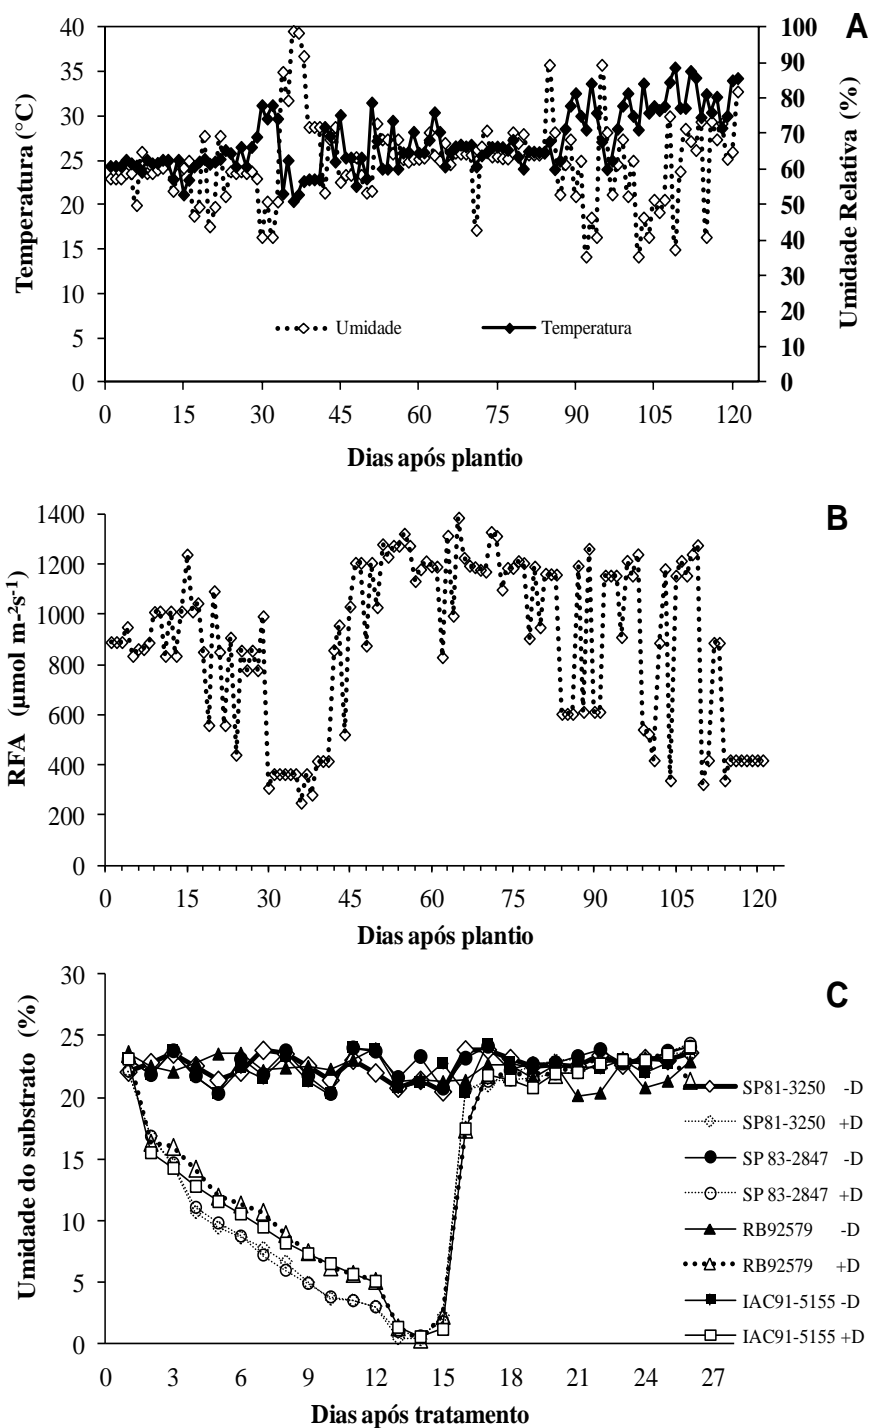 A
40
35
30
25
20
15
10
5
0
Temperatura (°C)
100
90
80
70
60
50
40
30
20
10
0
Umidade Relativa (%)
Umidade
Temperatura
0 15 30 45 60 75 90 105 120
Dias após plantio
B
1400
1200
1000
800
600
400
200
0
RFA (µmol m-²s-¹)
0 15 30 45 60 75 90 105 120
Dias após plantio
C
30
25
20
15
10
5
0
Umidade do substrato (%)
SP81-3250 -D
SP81-3250 +D
SP 83-2847 -D
SP 83-2847 +D
RB92579 -D
RB92579 +D
IAC91-5155 -D
IAC91-5155 +D
0 3 6 9 12 15 18 21 24 27
Dias após tratamento